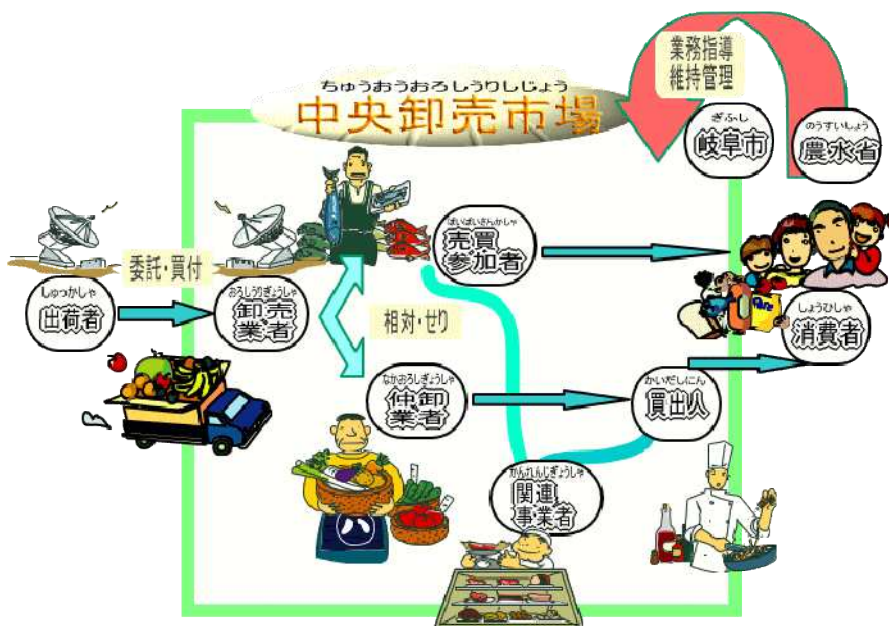 ちゅうおうおろしうりしじょう
中央卸売市場
業務指導
維持管理
ぎふし
岐阜市
のうすいしょう
農水省
ばいばいさんかしゃ
売買
参加者
委託・買付
しゅっかしゃ
出荷者
おろしうりぎょうしゃ
卸売
業者
相対・せり
しょうひしゃ
消費者
なかおろしぎょうしゃ
仲卸
業者
かいだしにん
買出人
かんれんじぎょうしゃ
関連
事業者